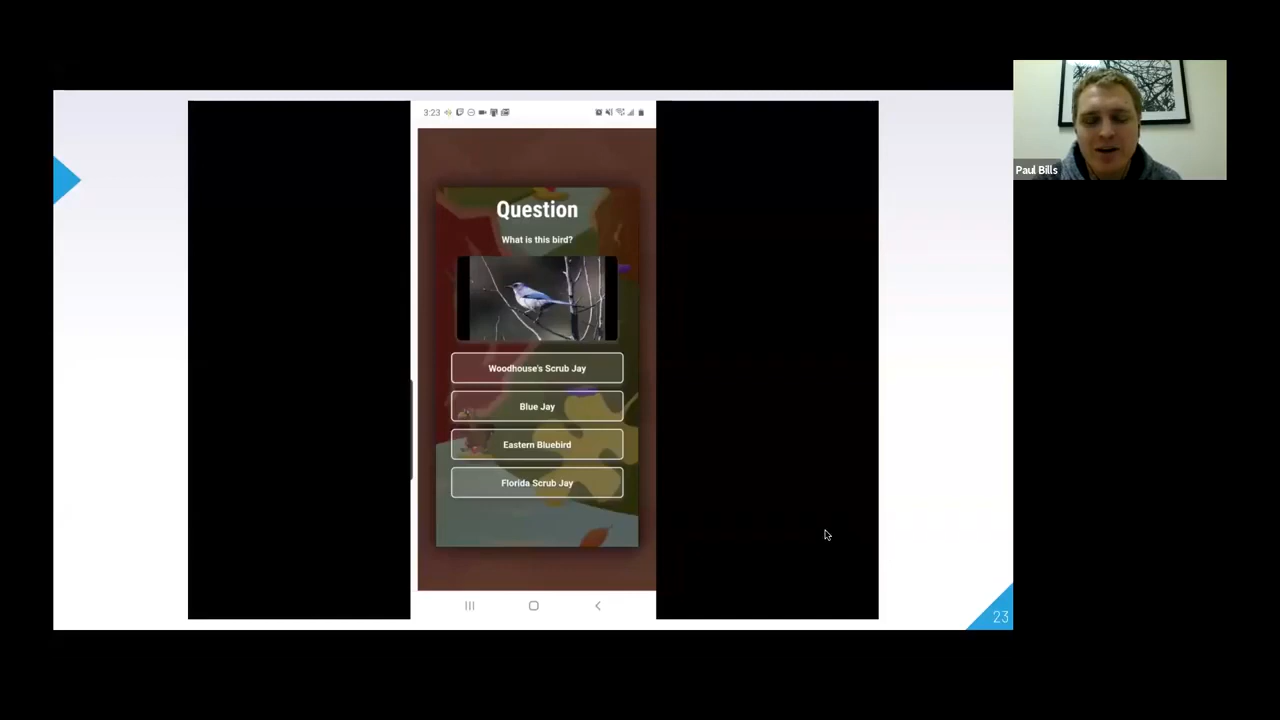 3:23
Question
What is this bird?
Woodhouse's Scrub Jay
Blue Jay
Eastern Bluebird
Florida Scrub Jay
Paul Bills
23